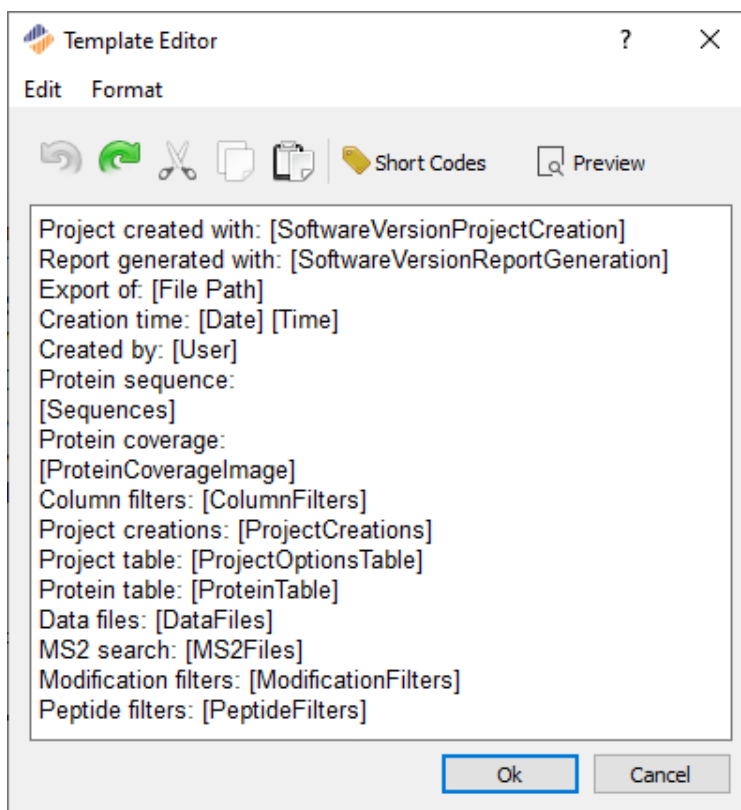 Template Editor
?
Edit Format
Short Codes Preview
Project created with: [SoftwareVersionProjectCreation]
Report generated with: [SoftwareVersionReportGeneration]
Export of: [File Path]
Creation time: [Date] [Time]
Created by: [User]
Protein sequence:
[Sequences]
Protein coverage:
[ProteinCoverageImage]
Column filters: [ColumnFilters]
Project creations: [ProjectCreations]
Project table: [ProjectOptionsTable]
Protein table: [ProteinTable]
Data files: [DataFiles]
MS2 search: [MS2Files]
Modification filters: [ModificationFilters]
Peptide filters: [PeptideFilters]
Ok Cancel